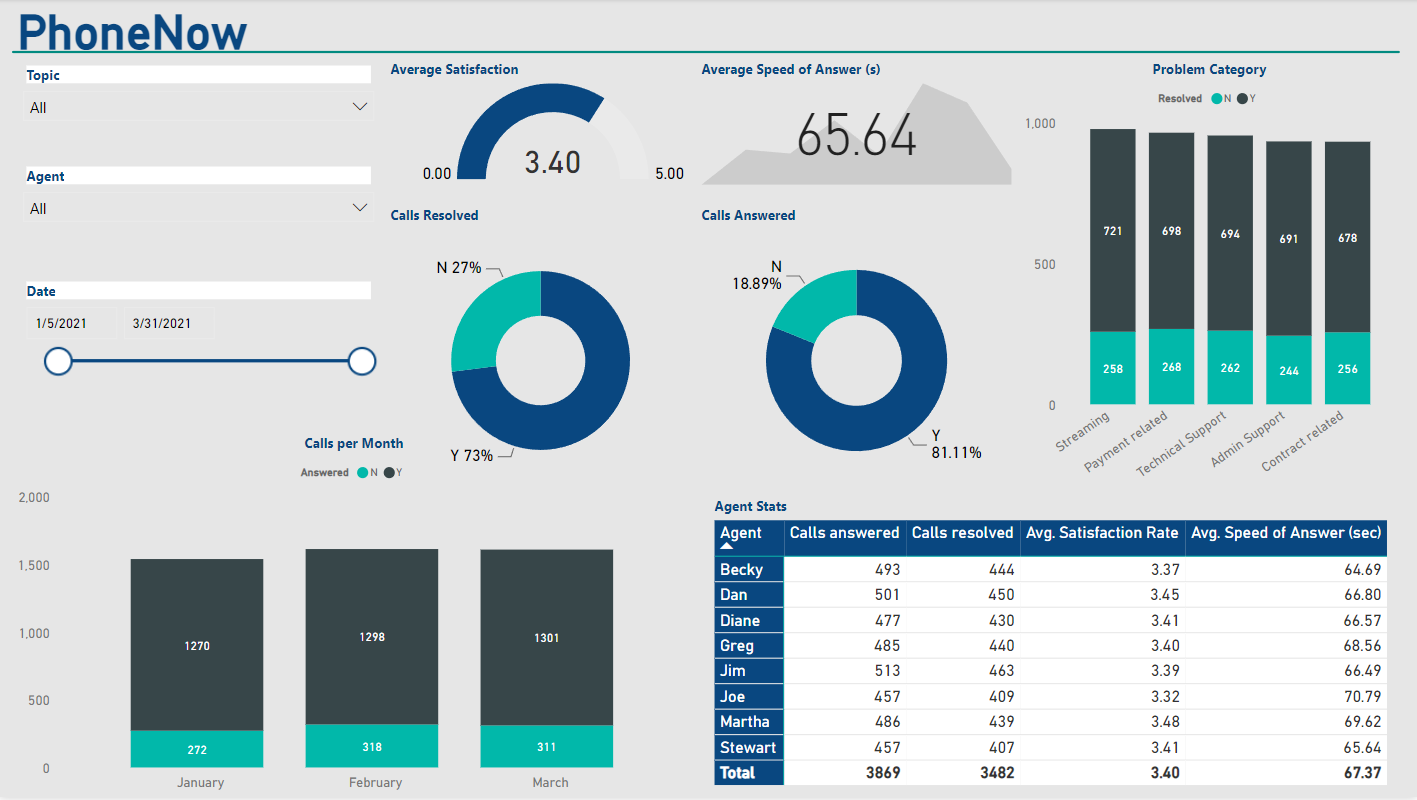 PhoneNow
Topic
All
Agent
All
Date
1/5/2021 3/31/2021
Average Satisfaction
0.00 3.40 5.00
Average Speed of Answer (s)
65.64
Calls Resolved
N 27%
Y 73%
Calls Answered
N
18.89%
Y
81.11%
Problem Category
Resolved N Y
1,000
500
0
721 698 694 691 678
258 268 262 244 256
Streaming
Payment related
Technical Support
Admin Support
Contract related
Calls per Month
Answered N Y
2,000
1,500
1,000
500
0
1270 1298 1301
272 318 311
January February March
Agent Stats
Agent Calls answered Calls resolved Avg. Satisfaction Rate Avg. Speed of Answer (sec)
Becky 493 444 3.37 64.69
Dan 501 450 3.45 66.80
Diane 477 430 3.41 66.57
Greg 485 440 3.40 68.56
Jim 513 463 3.39 66.49
Joe 457 409 3.32 70.79
Martha 486 439 3.48 69.62
Stewart 457 407 3.41 65.64
Total 3869 3482 3.40 67.37